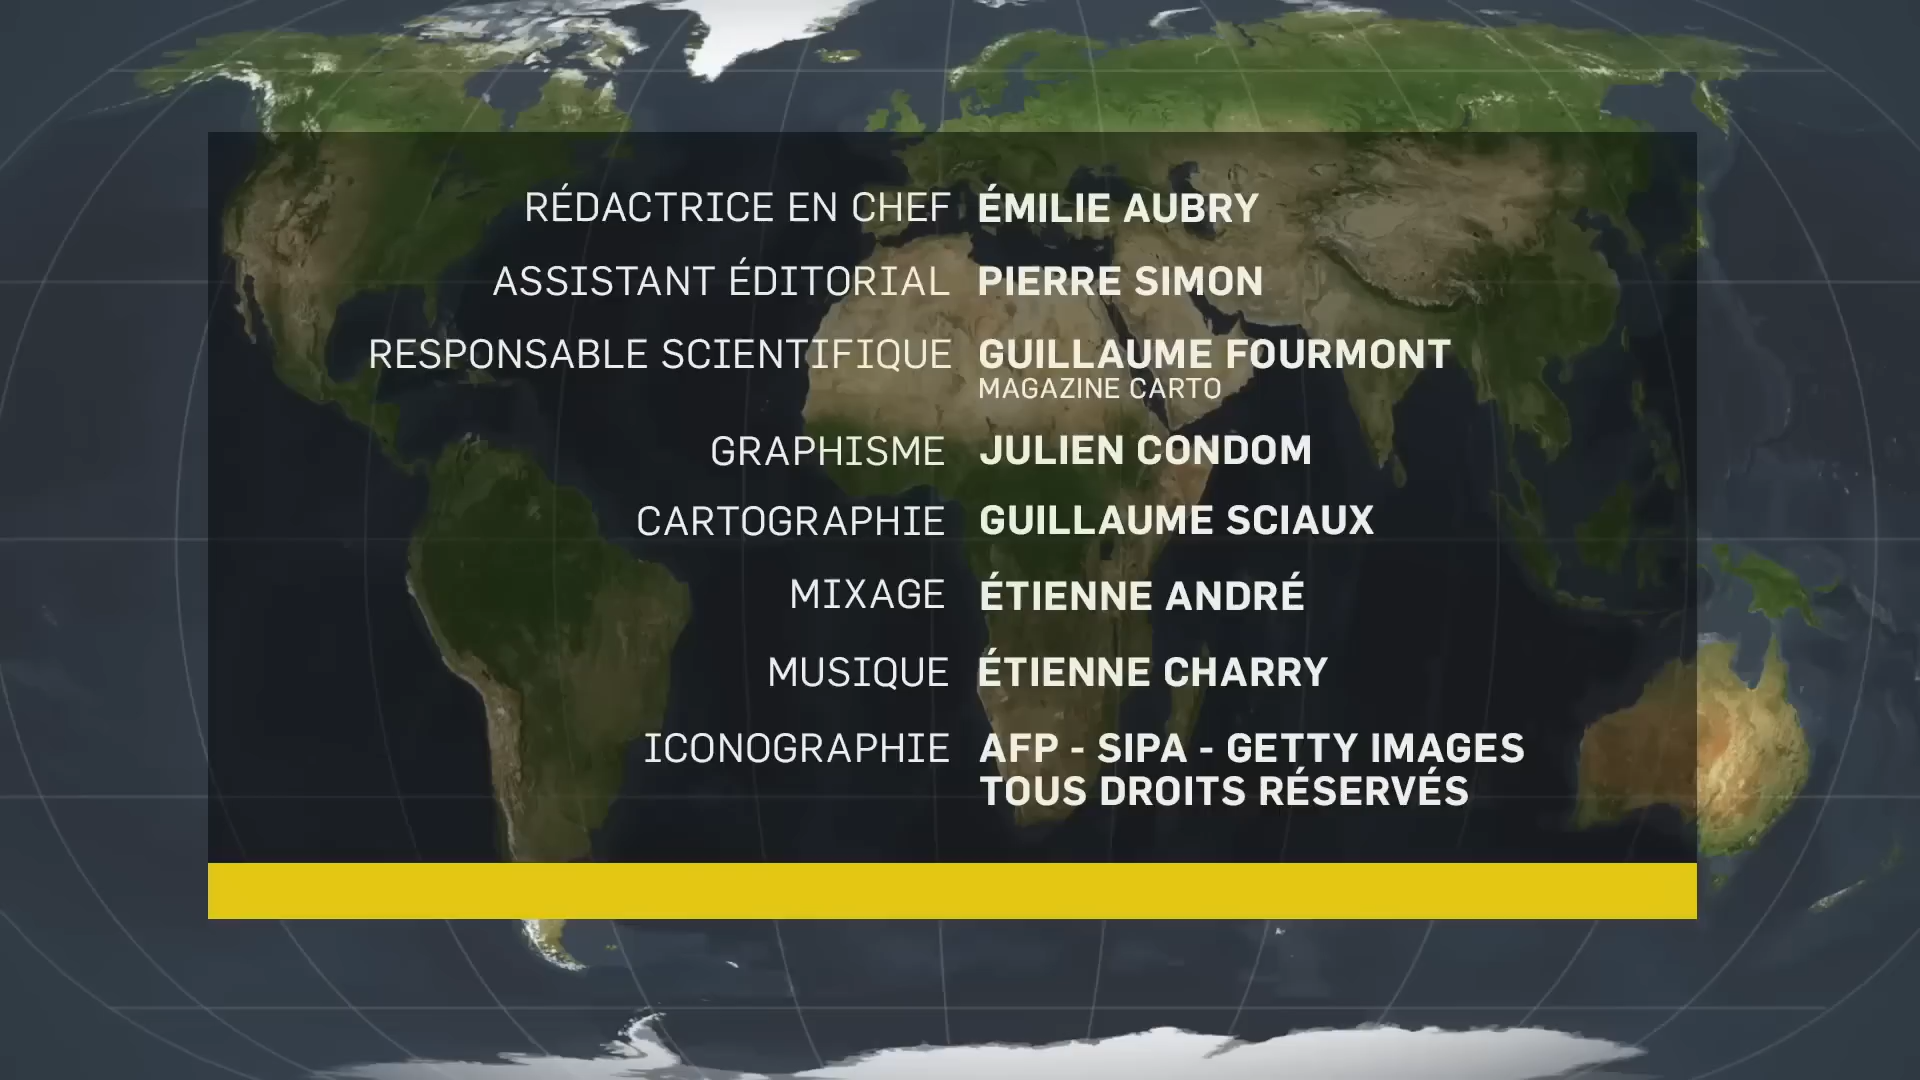 RÉDACTRICE EN CHEF ÉMILIE AUBRY
ASSISTANT ÉDITORIAL PIERRE SIMON
RESPONSABLE SCIENTIFIQUE GUILLAUME FOURMONT
MAGAZINE CARTO
GRAPHISME JULIEN CONDOM
CARTOGRAPHIE GUILLAUME SCIAUX
MIXAGE ÉTIENNE ANDRÉ
MUSIQUE ÉTIENNE CHARRY
ICONOGRAPHIE AFP - SIPA - GETTY IMAGES
TOUS DROITS RÉSERVÉS